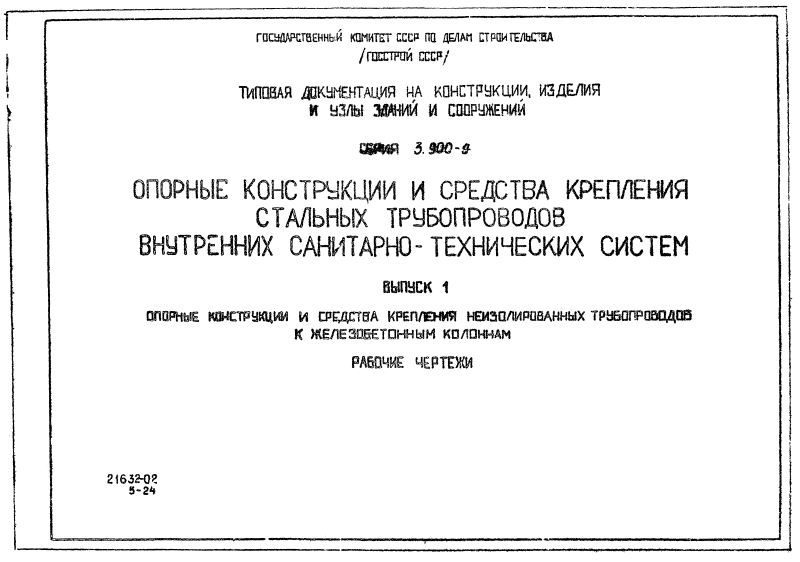 ГОСУДАРСТВЕННЫЙ КОМИТЕТ СССР ПО ДЕЛАМ СТРОИТЕЛЬСТВА
/ГОССТРОЙ СССР/
ТИПОВАЯ ДОКУМЕНТАЦИЯ НА КОНСТРУКЦИИ, ИЗДЕЛИЯ
И УЗЛЫ ЗДАНИЙ И СООРУЖЕНИЙ
СЕРИЯ 3.900-9
ОПОРНЫЕ КОНСТРУКЦИИ И СРЕДСТВА КРЕПЛЕНИЯ
СТАЛЬНЫХ ТРУБОПРОВОДОВ
ВНУТРЕННИХ САНИТАРНО-ТЕХНИЧЕСКИХ СИСТЕМ
ВЫПУСК 1
ОПОРНЫЕ КОНСТРУКЦИИ И СРЕДСТВА КРЕПЛЕНИЯ НЕИЗОЛИРОВАННЫХ ТРУБОПРОВОДОВ
К ЖЕЛЕЗОБЕТОННЫМ КОЛОННАМ
РАБОЧИЕ ЧЕРТЕЖИ
21632-02
5-24